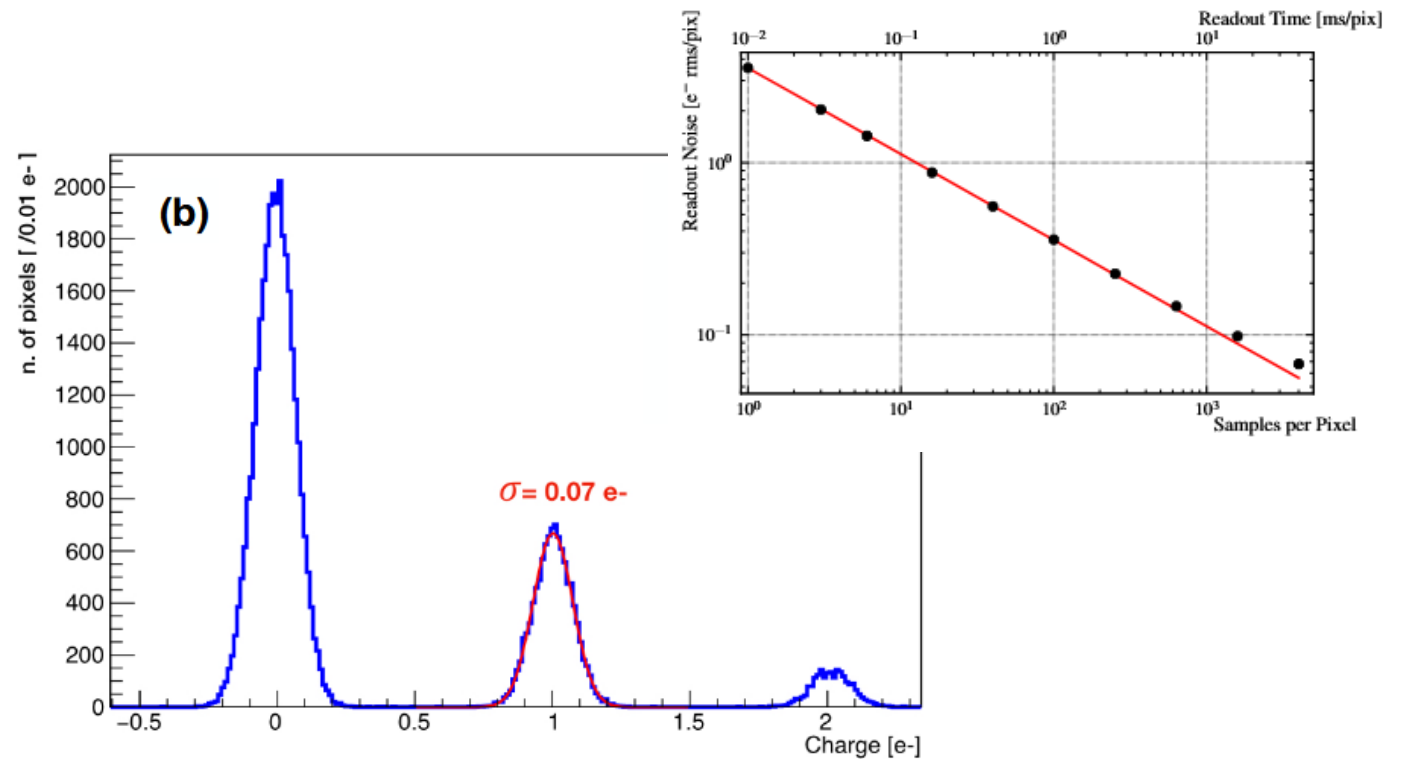 Readout Time [ms/pix]
10⁻² 10⁻¹ 10⁰ 10¹
Readout Noise [e⁻ rms/pix]
10⁰
10⁻¹
10⁰ 10¹ 10² 10³
Samples per Pixel
n. of pixels [ /0.01 e- ]
(b)
2000
1800
1600
1400
1200
1000
800
600
400
200
0
σ= 0.07 e-
−0.5 0 0.5 1 1.5 2
Charge [e-]